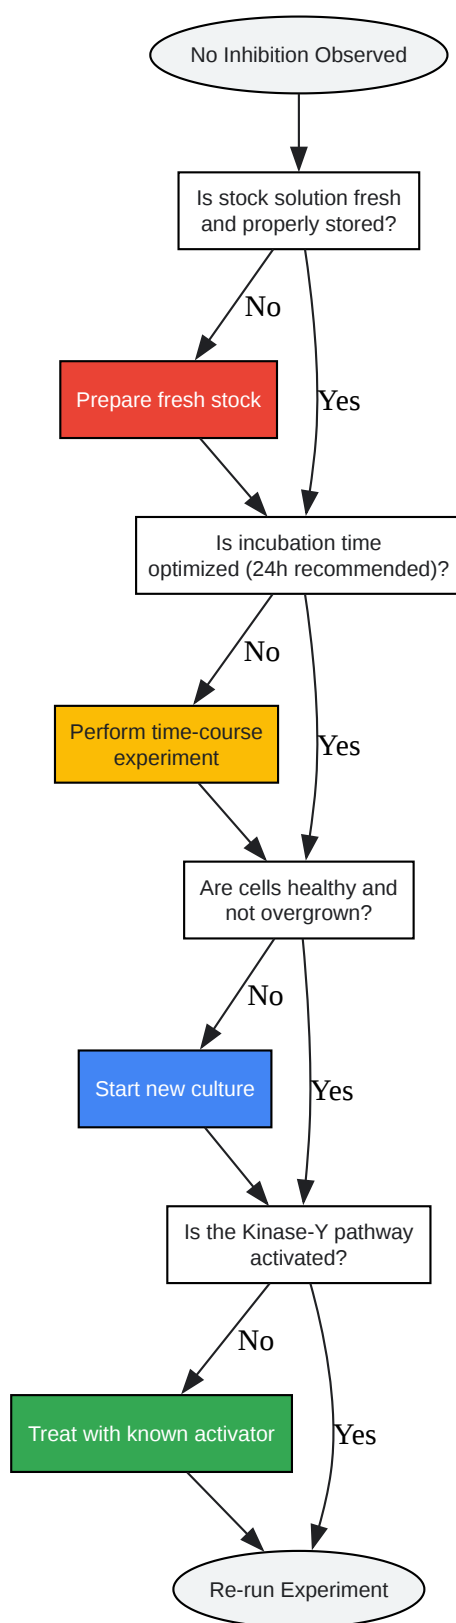 No Inhibition Observed
Is stock solution fresh
and properly stored?
No
Prepare fresh stock
Yes
Is incubation time
optimized (24h recommended)?
No
Perform time-course
experiment
Yes
Are cells healthy and
not overgrown?
No
Start new culture
Yes
Is the Kinase-Y pathway
activated?
No
Treat with known activator
Yes
Re-run Experiment